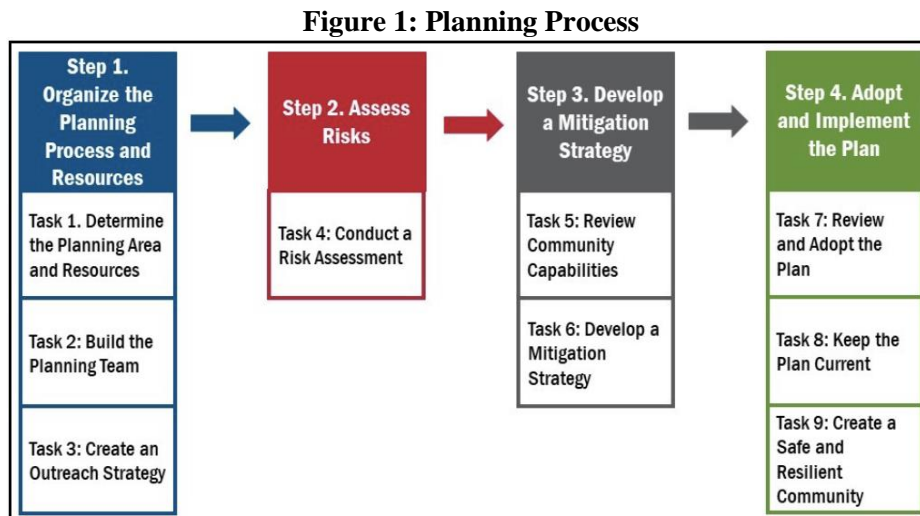 Figure 1: Planning Process
Step 1.
Organize the
Planning
Process and
Resources
Task 1. Determine
the Planning Area
and Resources
Task 2: Build the
Planning Team
Task 3: Create an
Outreach Strategy
Step 2. Assess
Risks
Task 4: Conduct a
Risk Assessment
Step 3. Develop
a Mitigation
Strategy
Task 5: Review
Community
Capabilities
Task 6: Develop a
Mitigation
Strategy
Step 4. Adopt
and Implement
the Plan
Task 7: Review
and Adopt the
Plan
Task 8: Keep the
Plan Current
Task 9: Create a
Safe and
Resilient
Community